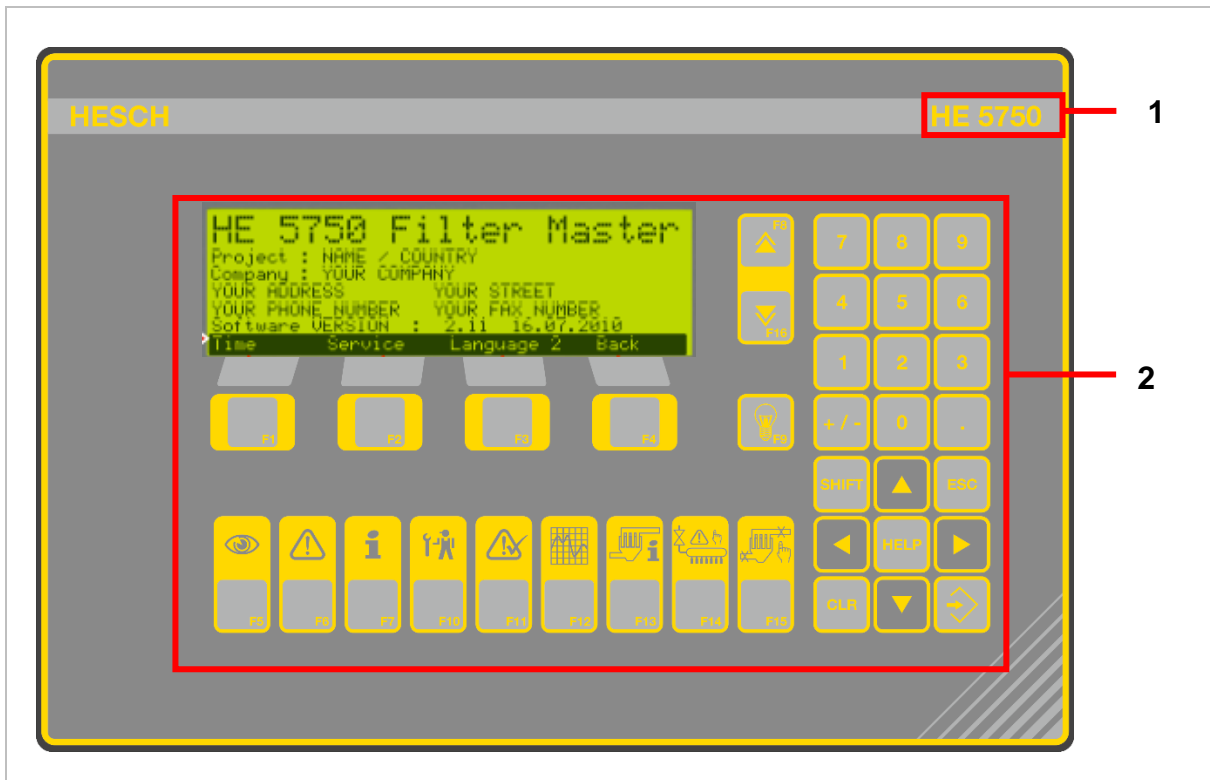 HESCH
HE 5750
1
HE 5750 Filter Master
Project : NAME / COUNTRY
Company : YOUR COMPANY
YOUR ADDRESS YOUR STREET
YOUR PHONE NUMBER YOUR FAX NUMBER
Software VERSION : 2.11 16.07.2010
Time Service Language 2 Back
F1 F2 F3 F4
F8
F16
F9
7 8 9
4 5 6
1 2 3
+ / - 0 .
SHIFT ESC
HELP
CLR
2
F5 F6 F7 F10 F11 F12 F13 F14 F15